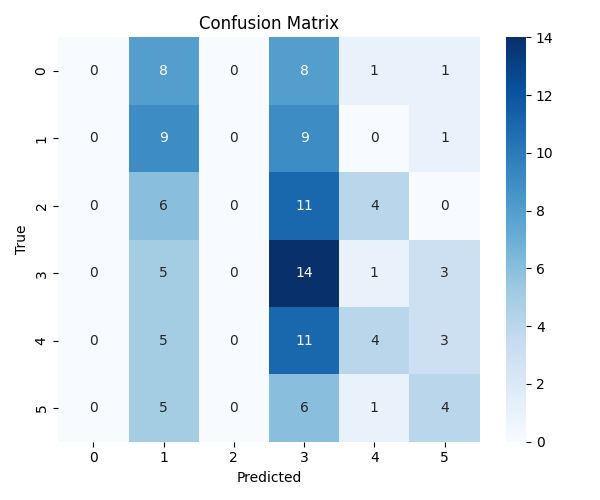 Confusion Matrix
True
0 0 8 0 8 1 1
1 0 9 0 9 0 1
2 0 6 0 11 4 0
3 0 5 0 14 1 3
4 0 5 0 11 4 3
5 0 5 0 6 1 4
0 1 2 3 4 5
Predicted
14
12
10
8
6
4
2
0